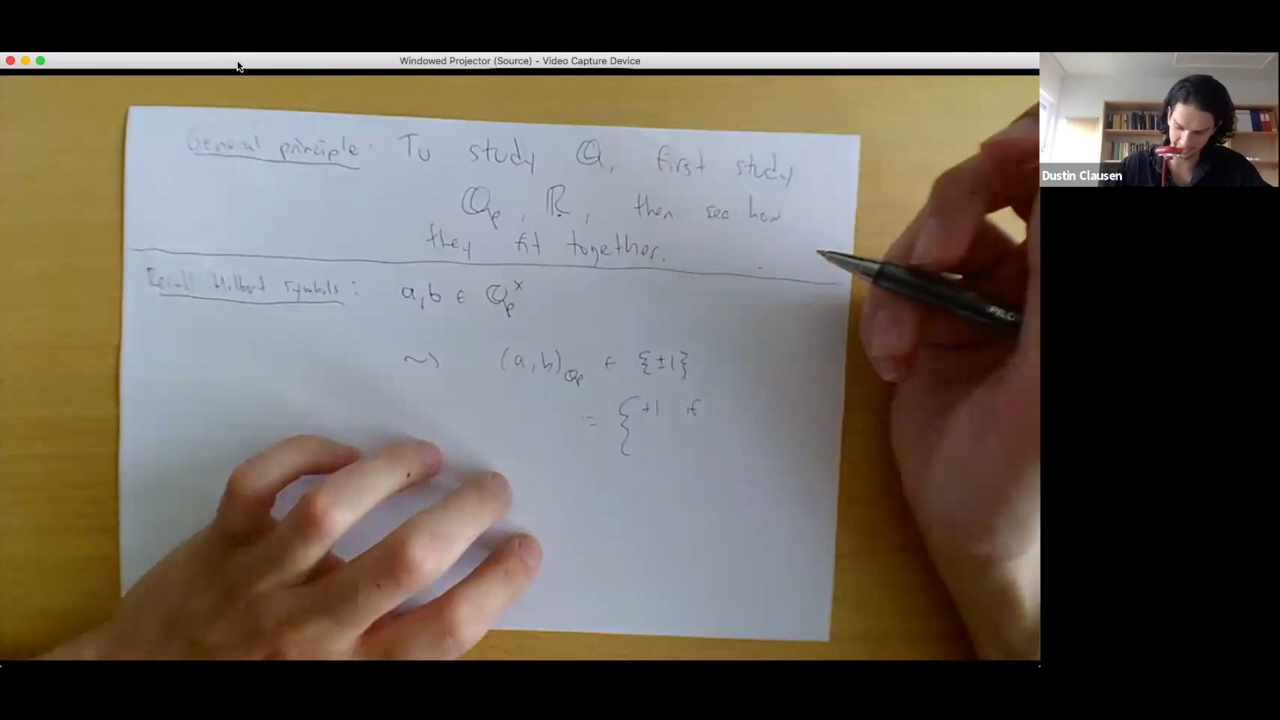 Windowed Projector (Source) - Video Capture Device
Dustin Clausen
General principle: To study ℚ, first study
ℚ_p, ℝ, then see how
they fit together.
Recall Hilbert symbols: a,b ∈ ℚ_p^×
⇝ (a,b)_{ℚ_p} ∈ {±1}
= { +1 if